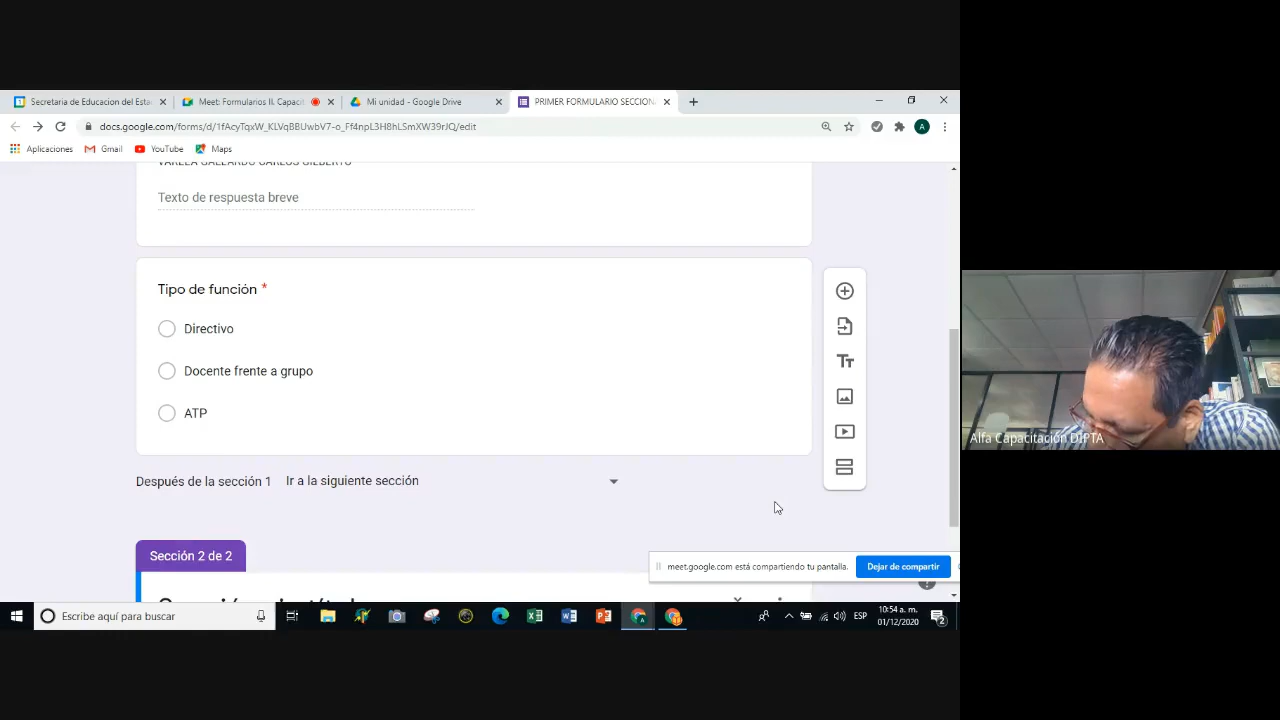 Secretaria de Educacion del Esta
Meet: Formularios II. Capaci
Mi unidad - Google Drive
PRIMER FORMULARIO SECCION
docs.google.com/forms/d/1fAcyTqxW_KLVqBBUwbV7-o_Ff4npL3H8hLSmXW39rJQ/edit
A
Aplicaciones
Gmail
YouTube
Maps
Texto de respuesta breve
Tipo de función *
Directivo
Docente frente a grupo
ATP
Después de la sección 1
Ir a la siguiente sección
Sección 2 de 2
meet.google.com está compartiendo tu pantalla.
Dejar de compartir
Alfa Capacitación DIPTA
Escribe aquí para buscar
ESP
10:54 a. m.
01/12/2020
2